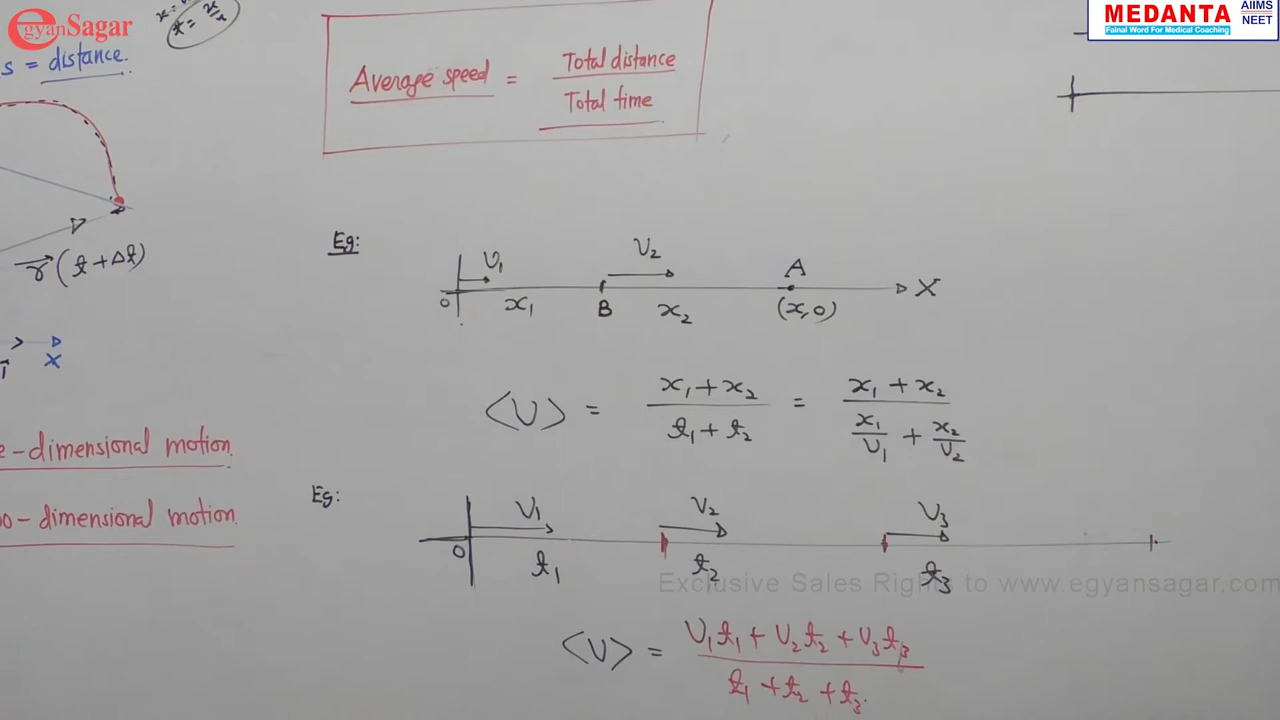 egyanSagar
MEDANTA
Fainal Word For Medical Coaching
AIIMS
NEET
s = distance.
Average speed = Total distance / Total time
r⃗(t + Δt)
X
Eg:
V₁ V₂ A
0 x₁ B x₂ (x,0) X
<V> = (x₁ + x₂)/(t₁ + t₂) = (x₁ + x₂)/(x₁/V₁ + x₂/V₂)
e-dimensional motion
o-dimensional motion
Eg:
V₁ V₂ V₃
0 t₁ t₂ t₃
Exclusive Sales Rights to www.egyansagar.com
<V> = (V₁t₁ + V₂t₂ + V₃t₃)/(t₁ + t₂ + t₃)